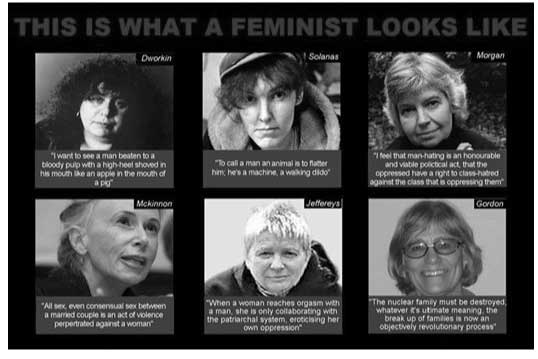 THIS IS WHAT A FEMINIST LOOKS LIKE
Dworkin
"I want to see a man beaten to a
bloody pulp with a high-heel shoved in
his mouth like an apple in the mouth of
a pig"
Solanas
"To call a man an animal is to flatter
him; he's a machine, a walking dildo"
Morgan
"I feel that man-hating is an honourable
and viable polictical act, that the
oppressed have a right to class-hatred
against the class that is oppressing them"
Mckinnon
"All sex, even consensual sex between
a married couple is an act of violence
perpertrated against a woman"
Jeffereys
"When a woman reaches orgasm with
a man, she is only collaborating with
the patriarchal system, eroticising her
own oppression"
Gordon
"The nuclear family must be destroyed,
whatever it's ultimate meaning, the
break up of families is now an
objectively revolutionary process"